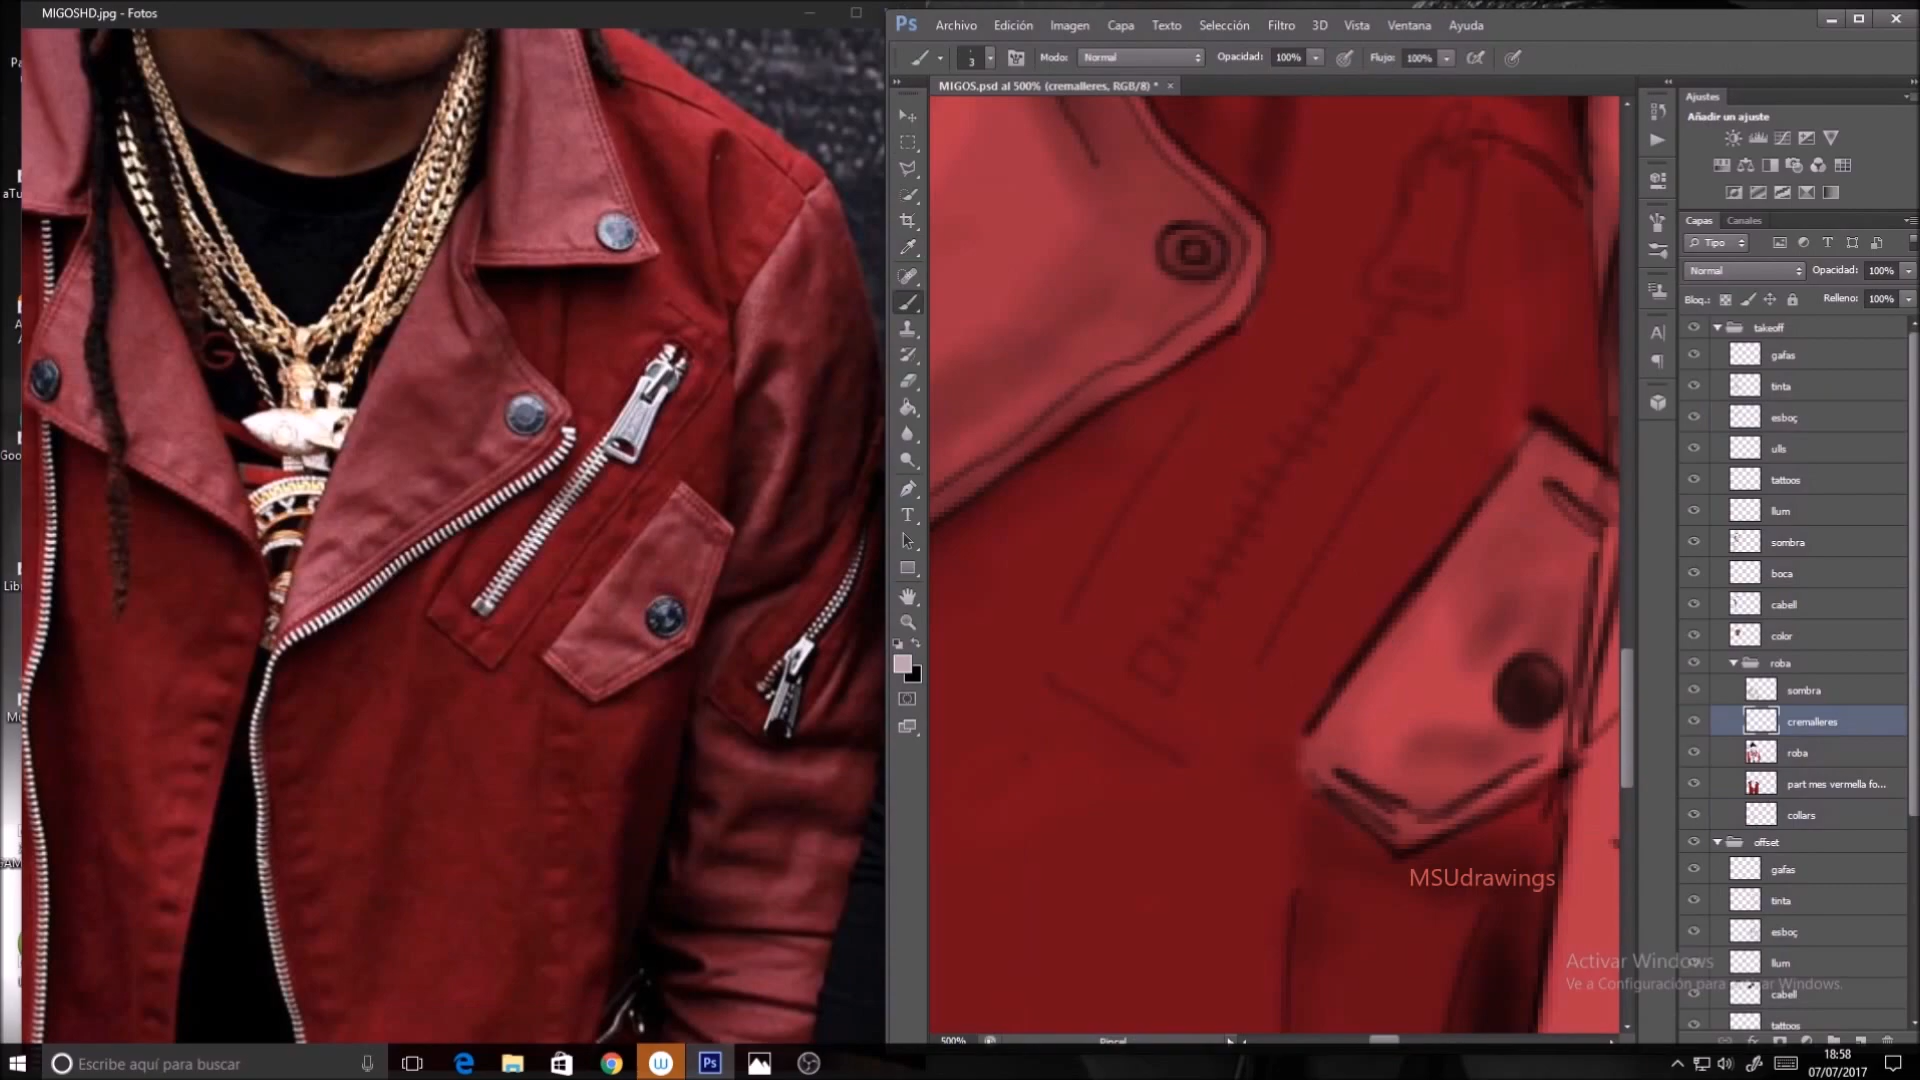 MIGOSHD.jpg - Fotos
Ps Archivo Edición Imagen Capa Texto Selección Filtro 3D Vista Ventana Ayuda
3 Modo: Normal Opacidad: 100% Flujo: 100%
MIGOS.psd al 500% (cremalleres, RGB/8) * ×
Ajustes
Añadir un ajuste
Capas Canales
Tipo
Normal Opacidad: 100%
Bloq.: Relleno: 100%
takeoff
gafas
tinta
esboç
ulls
tattoos
llum
sombra
boca
cabell
color
roba
sombra
cremalleres
roba
part mes vermella fo...
collars
offset
gafas
tinta
esboç
llum
cabell
tattoos
G
MSUdrawings
Activar Windows
Ve a Configuración para activar Windows.
500%
Pincel
Escribe aquí para buscar
18:58
07/07/2017